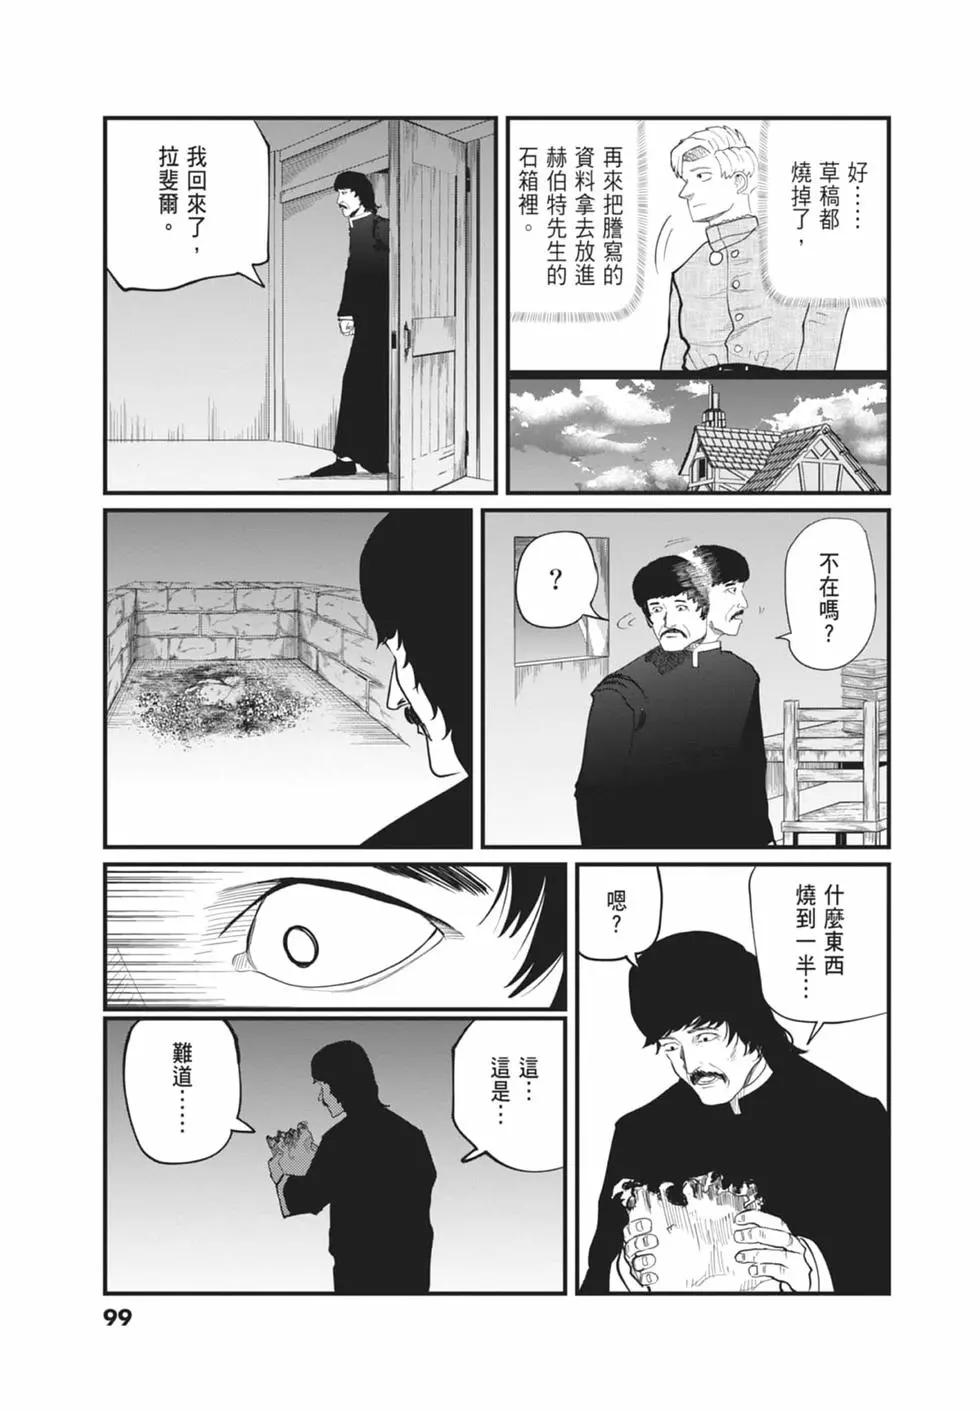 好……
草稿都
燒掉了，
再來把謄寫的
資料拿去放進
赫伯特先生的
石箱裡。
我回來了，
拉斐爾。
不在嗎？
？
什麼東西
燒到一半…
嗯？
這…
這是…
難道……
99